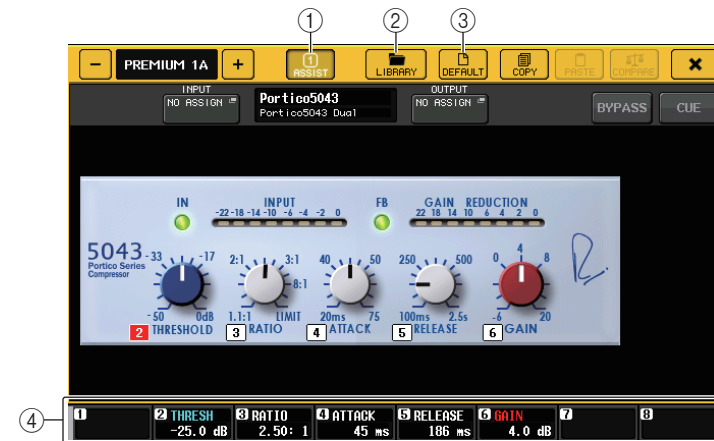 ① ② ③
− PREMIUM 1A + 1 ASSIST LIBRARY DEFAULT COPY PASTE COMPARE ×
INPUT OUTPUT
NO ASSIGN Portico5043 NO ASSIGN BYPASS CUE
Portico5043 Dual
IN INPUT FB GAIN REDUCTION
-22 -18 -14 -10 -6 -4 -2 0 22 18 14 10 6 4 2 0
5043 -33 -17 2:1 3:1 40 50 250 500 0 4 8
Portico Series
Compressor 8:1
-50 0dB 1.1:1 LIMIT 20ms 75 100ms 2.5s -6 20
2 THRESHOLD 3 RATIO 4 ATTACK 5 RELEASE 6 GAIN
④ 1 2 THRESH 3 RATIO 4 ATTACK 5 RELEASE 6 GAIN 7 8
-25.0 dB 2.50: 1 45 ms 186 ms 4.0 dB